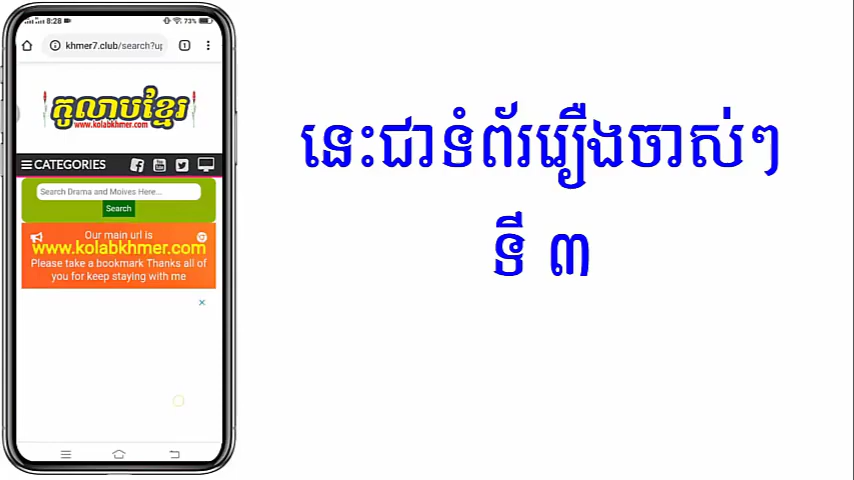 8:28
73%
khmer7.club/search?up
1
កូលាបខ្មែរ
www.kolabkhmer.com
CATEGORIES
Search Drama and Moives Here...
Search
Our main url is
www.kolabkhmer.com
Please take a bookmark Thanks all of
you for keep staying with me
នេះជាទំព័ររឿងចាស់ៗ
ទី ៣